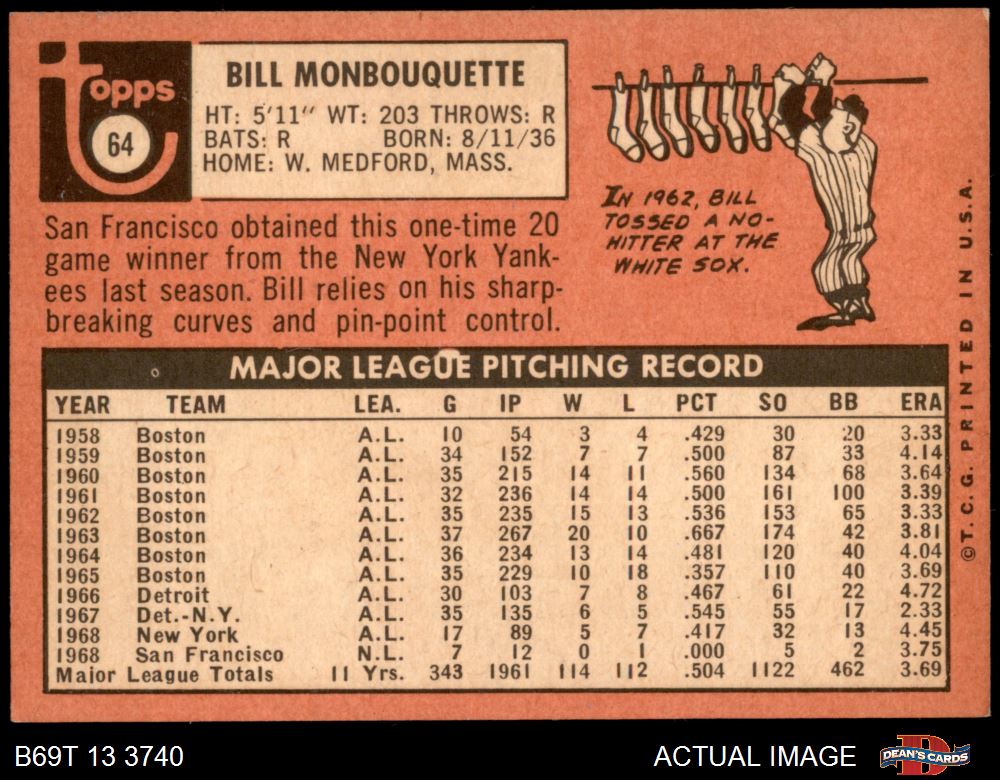 Topps
64
BILL MONBOUQUETTE
HT: 5'11" WT: 203 THROWS: R
BATS: R BORN: 8/11/36
HOME: W. MEDFORD, MASS.
San Francisco obtained this one-time 20
game winner from the New York Yank-
ees last season. Bill relies on his sharp-
breaking curves and pin-point control.
IN 1962, BILL
TOSSED A NO-
HITTER AT THE
WHITE SOX.
MAJOR LEAGUE PITCHING RECORD
YEAR TEAM LEA. G IP W L PCT SO BB ERA
1958 Boston A.L. 10 54 3 4 .429 30 20 3.33
1959 Boston A.L. 34 152 7 7 .500 87 33 4.14
1960 Boston A.L. 35 215 14 11 .560 134 68 3.64
1961 Boston A.L. 32 236 14 14 .500 161 100 3.39
1962 Boston A.L. 35 235 15 13 .536 153 65 3.33
1963 Boston A.L. 37 267 20 10 .667 174 42 3.81
1964 Boston A.L. 36 234 13 14 .481 120 40 4.04
1965 Boston A.L. 35 229 10 18 .357 110 40 3.69
1966 Detroit A.L. 30 103 7 8 .467 61 22 4.72
1967 Det.-N.Y. A.L. 35 135 6 5 .545 55 17 2.33
1968 New York A.L. 17 89 5 7 .417 32 13 4.45
1968 San Francisco N.L. 7 12 0 1 .000 5 2 3.75
Major League Totals 11 Yrs. 343 1961 114 112 .504 1122 462 3.69
© T. C. G. PRINTED IN U.S.A.
B69T 13 3740
ACTUAL IMAGE
DEAN'S CARDS